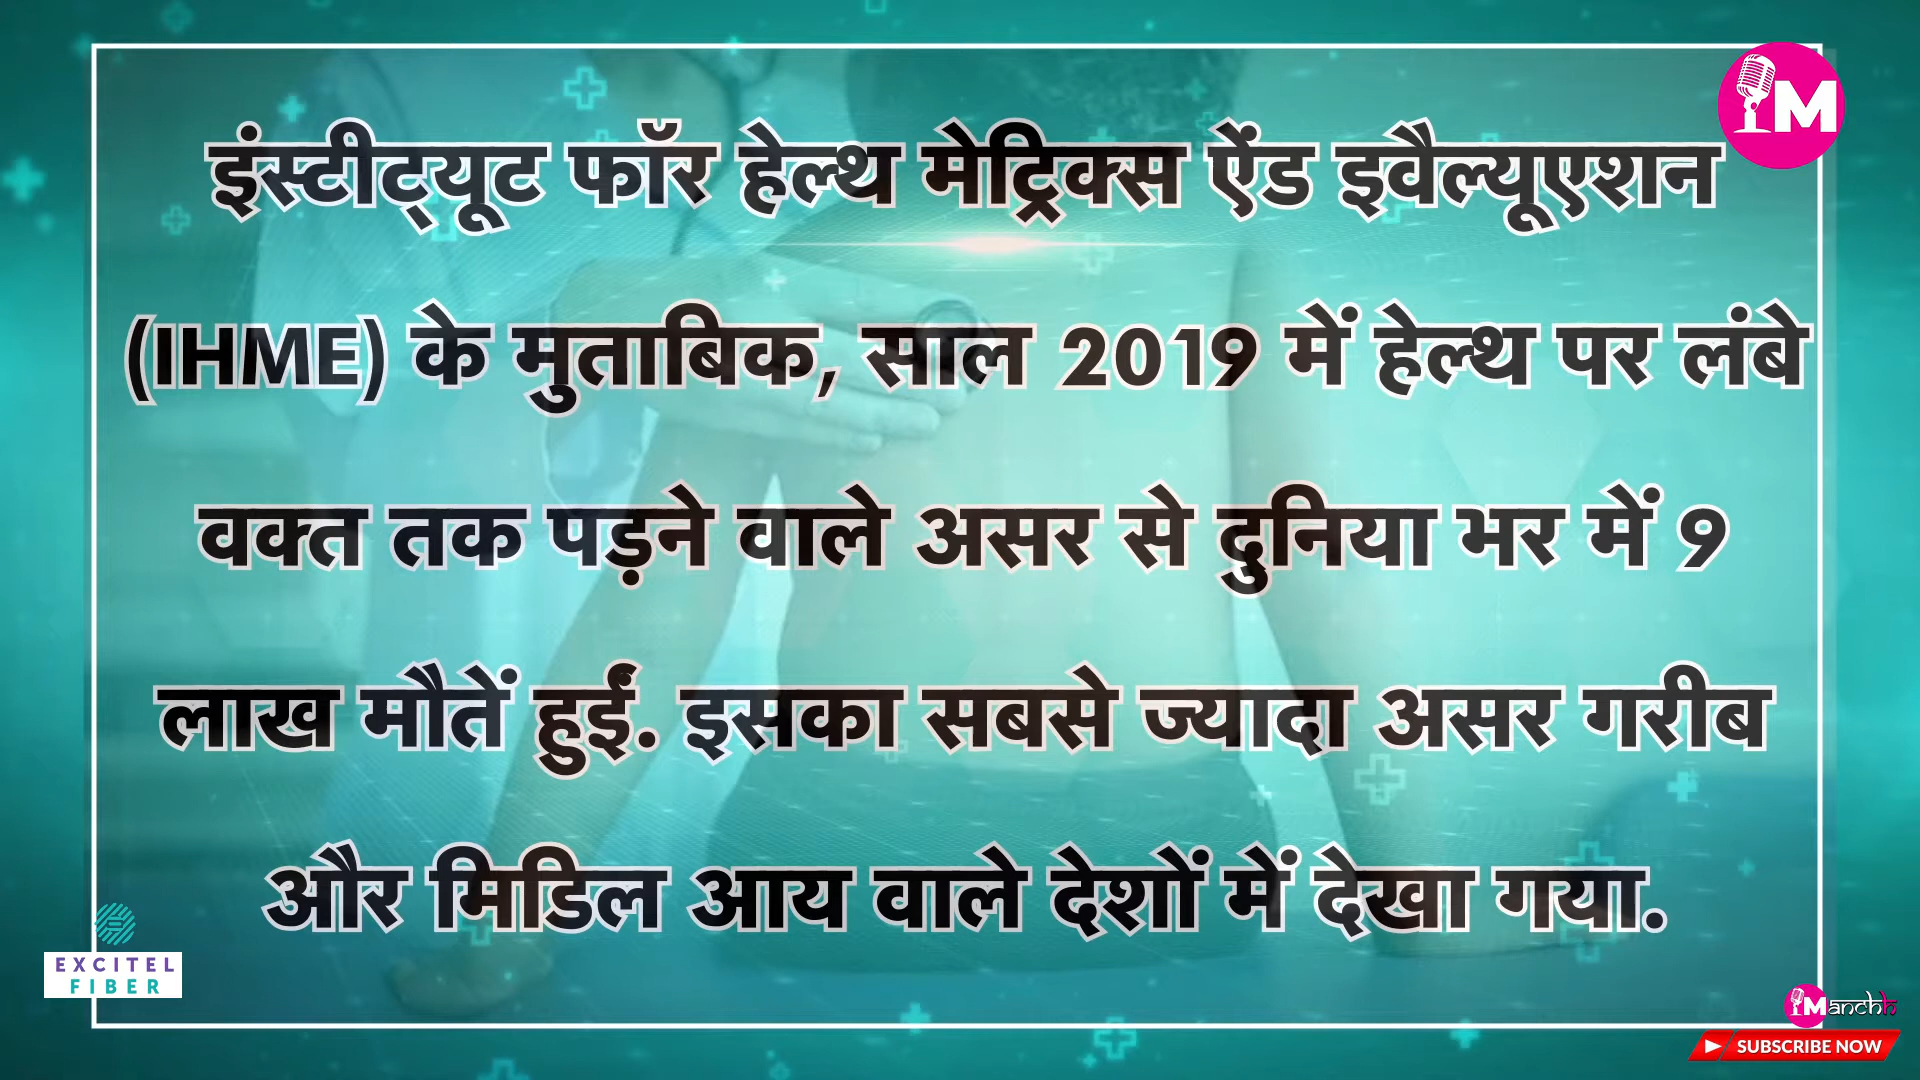 इंस्टीट्यूट फॉर हेल्थ मेट्रिक्स ऐंड इवैल्यूएशन
(IHME) के मुताबिक, साल 2019 में हेल्थ पर लंबे
वक्त तक पड़ने वाले असर से दुनिया भर में 9
लाख मौतें हुईं. इसका सबसे ज्यादा असर गरीब
और मिडिल आय वाले देशों में देखा गया.
M
EXCITEL
FIBER
Manchh
SUBSCRIBE NOW